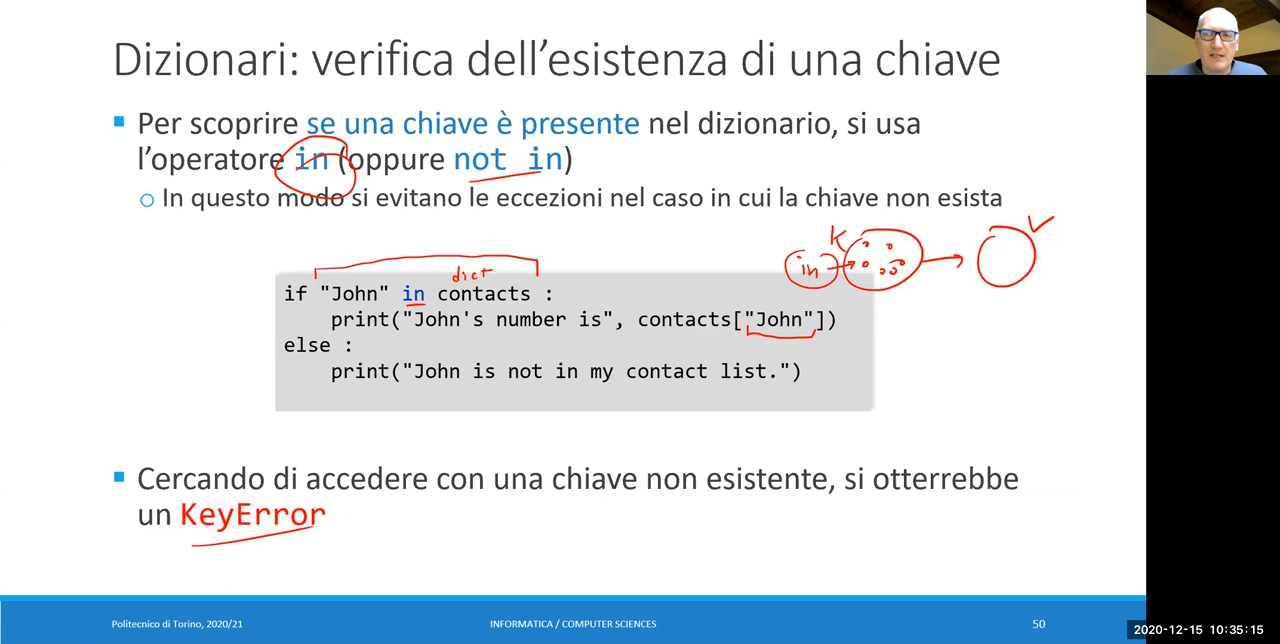 Dizionari: verifica dell’esistenza di una chiave
▪ Per scoprire se una chiave è presente nel dizionario, si usa
l’operatore in (oppure not in)
o In questo modo si evitano le eccezioni nel caso in cui la chiave non esista
K
V
in
dict
if "John" in contacts :
print("John's number is", contacts["John"])
else :
print("John is not in my contact list.")
▪ Cercando di accedere con una chiave non esistente, si otterrebbe
un KeyError
Politecnico di Torino, 2020/21
INFORMATICA / COMPUTER SCIENCES
50
2020-12-15 10:35:15